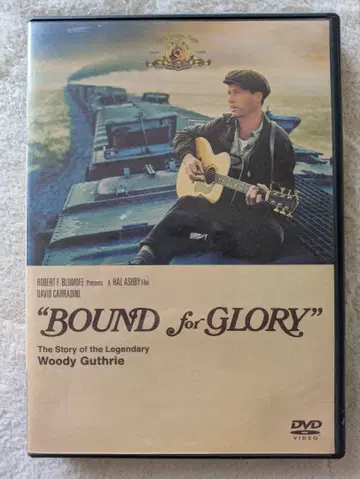 ROBERT F. BLUMOFE Presents A HAL ASHBY Film
DAVID CARRADINE
"BOUND for GLORY"
The Story of the Legendary
Woody Guthrie
DVD
VIDEO